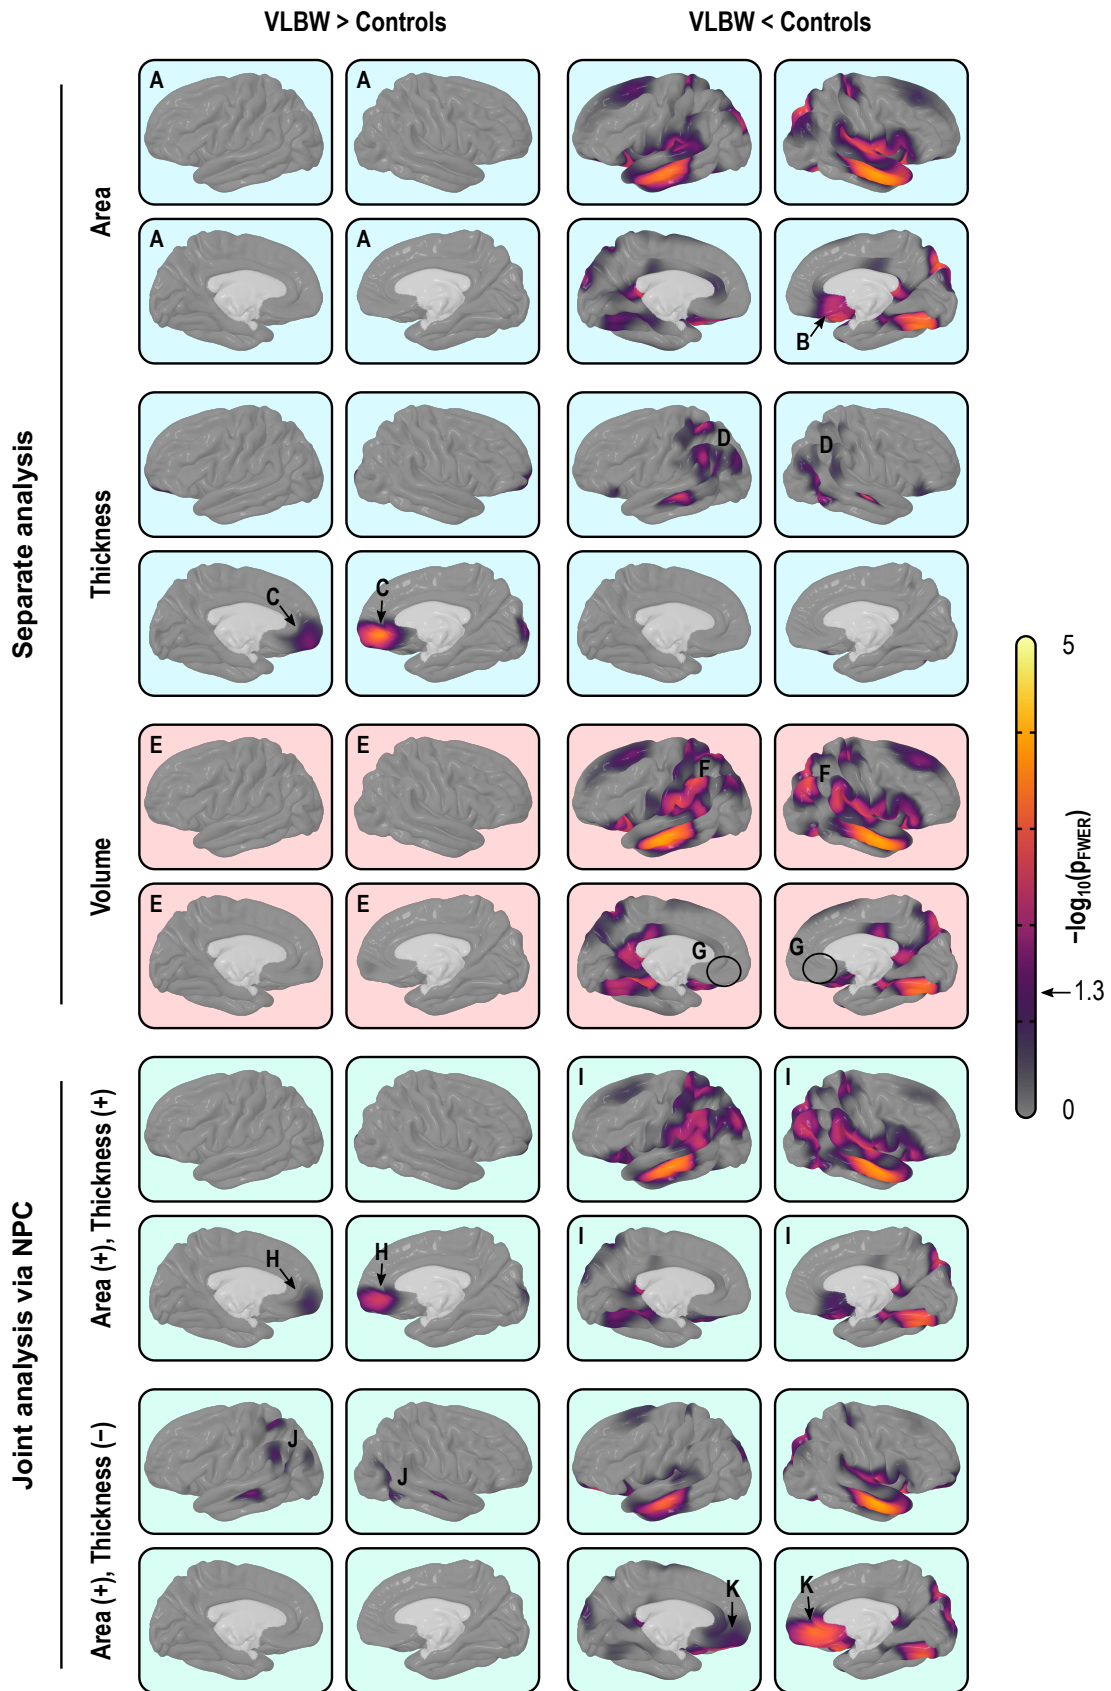 VLBW > Controls
VLBW < Controls
Separate analysis
Area
A
A
A
A
B
Thickness
D
D
C
C
Volume
E
E
F
F
E
E
G
G
5
−log10(pFWER)
1.3
0
Joint analysis via NPC
Area (+), Thickness (+)
I
I
H
H
I
I
Area (+), Thickness (−)
J
J
K
K